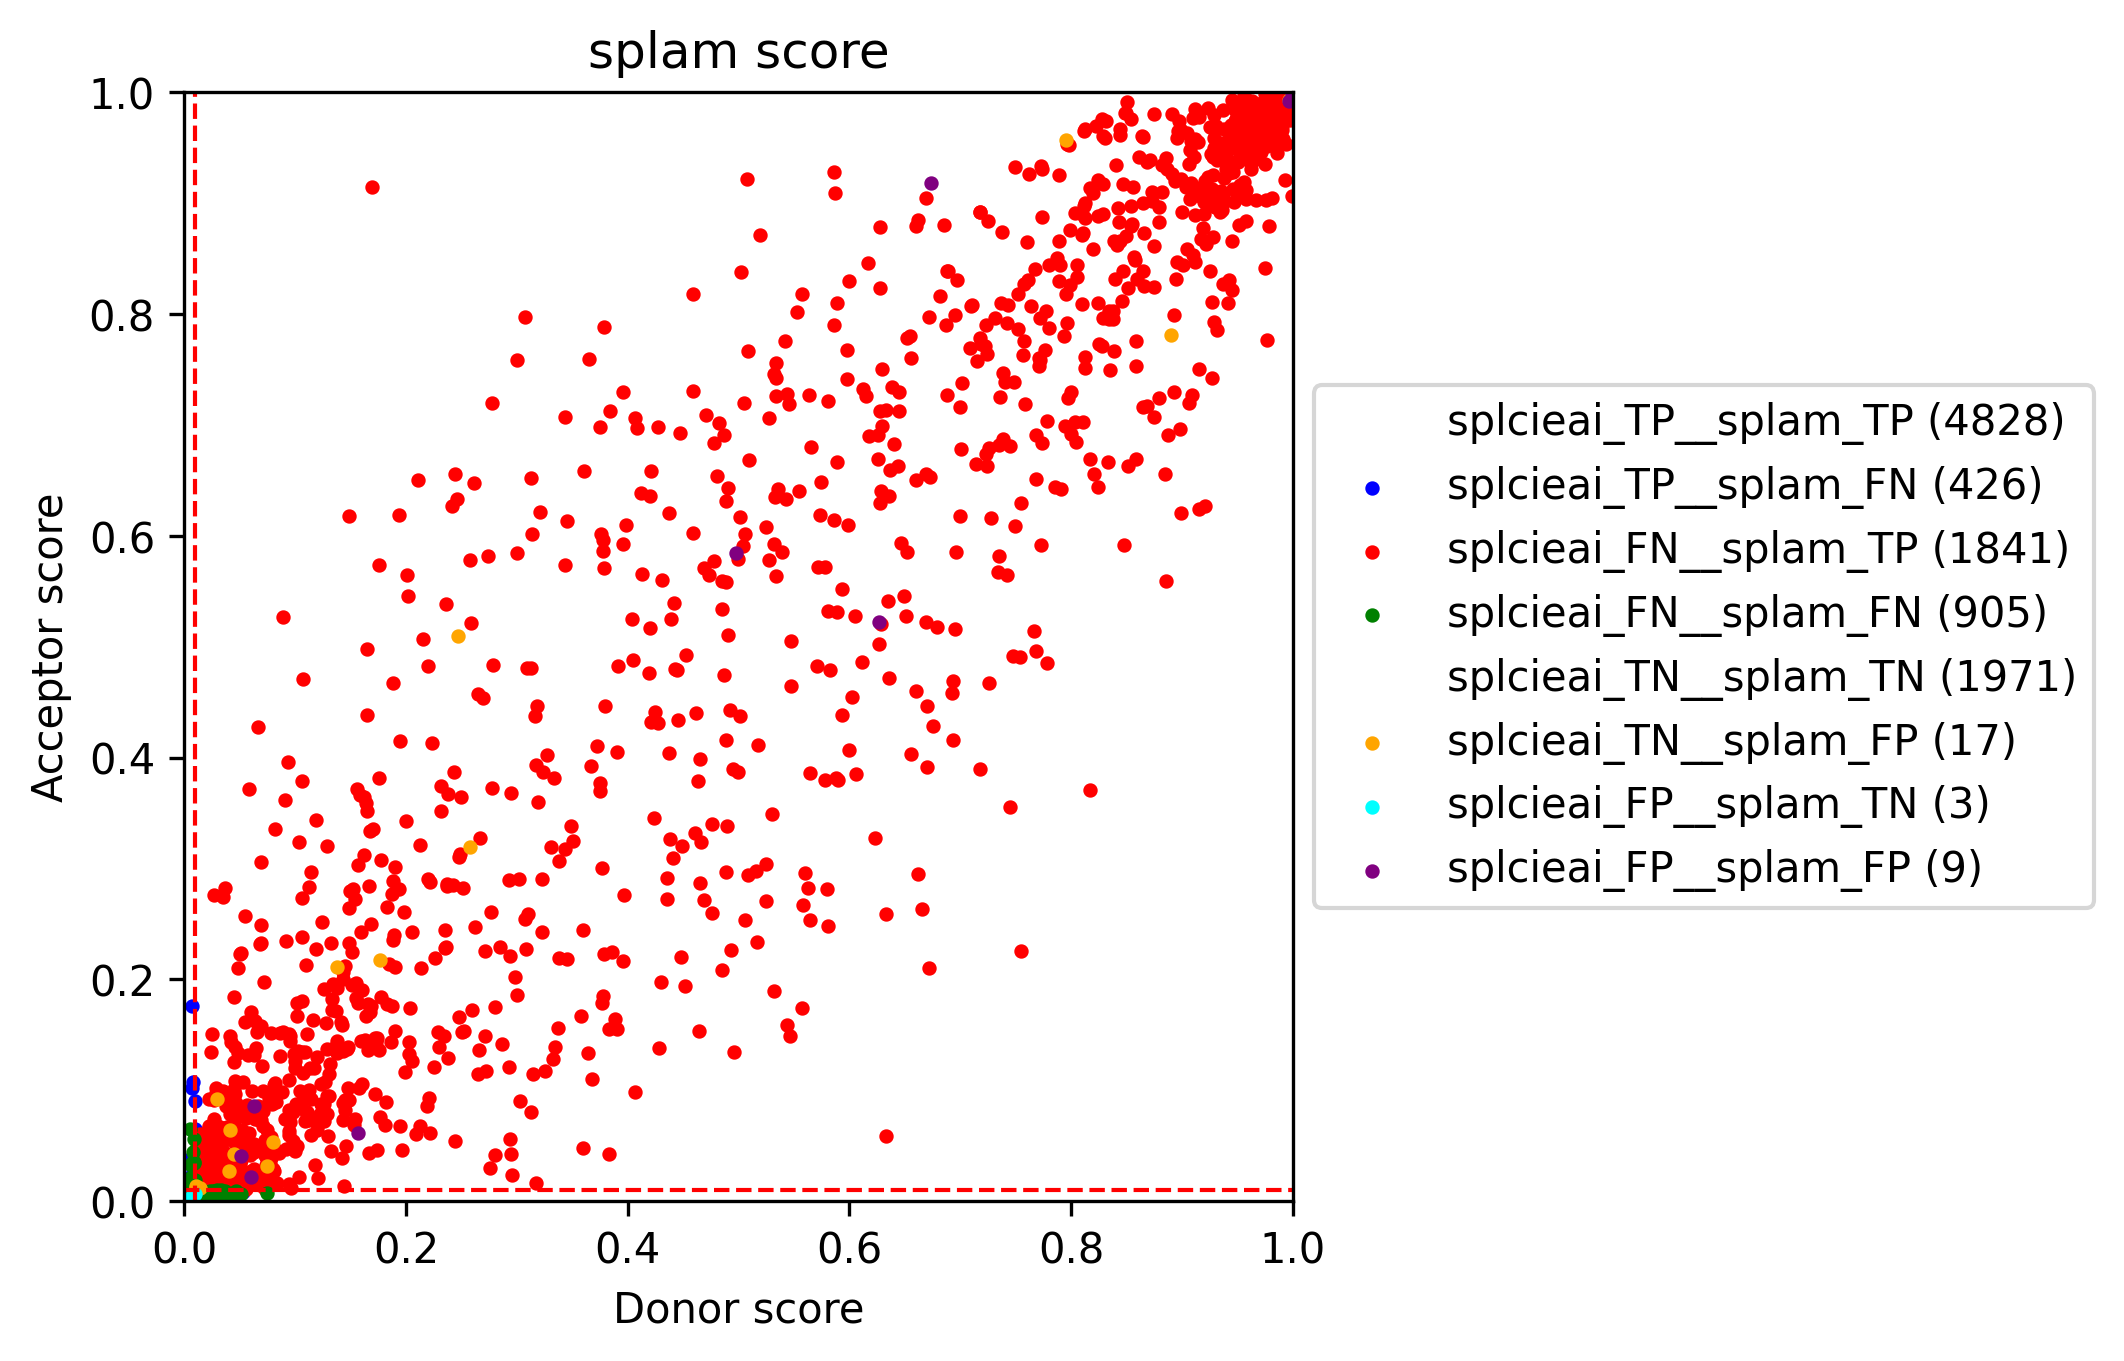 splam score
1.0
0.8
0.6
0.4
0.2
0.0
Acceptor score
0.0 0.2 0.4 0.6 0.8 1.0
Donor score
splcieai_TP__splam_TP (4828)
splcieai_TP__splam_FN (426)
splcieai_FN__splam_TP (1841)
splcieai_FN__splam_FN (905)
splcieai_TN__splam_TN (1971)
splcieai_TN__splam_FP (17)
splcieai_FP__splam_TN (3)
splcieai_FP__splam_FP (9)